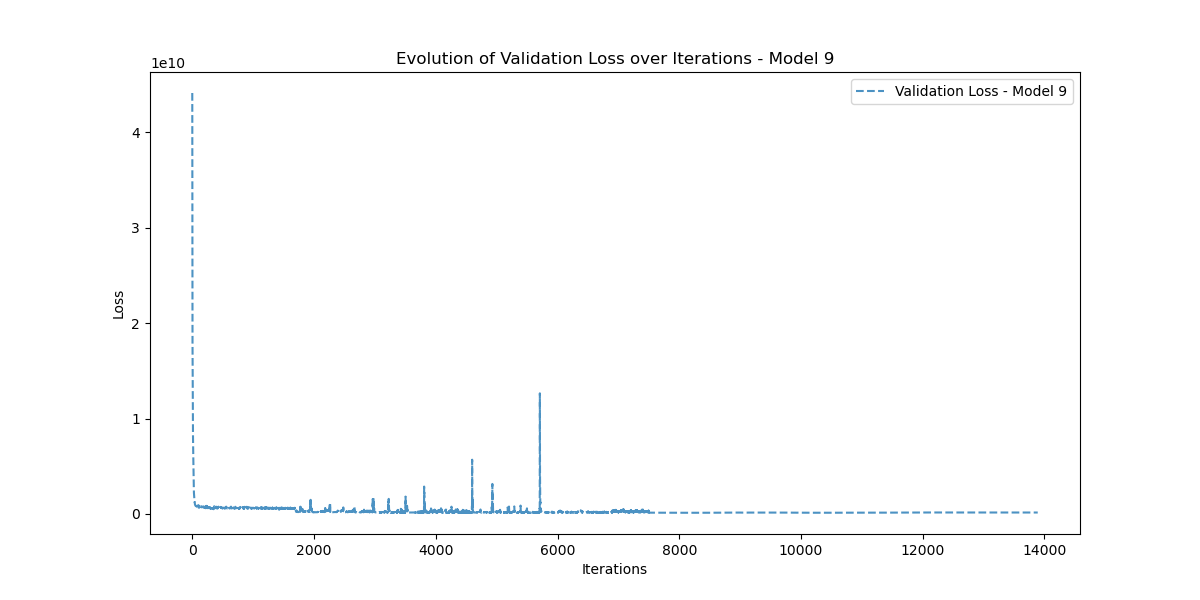 Evolution of Validation Loss over Iterations - Model 9
1e10
Validation Loss - Model 9
4
3
2
1
0
Loss
0 2000 4000 6000 8000 10000 12000 14000
Iterations